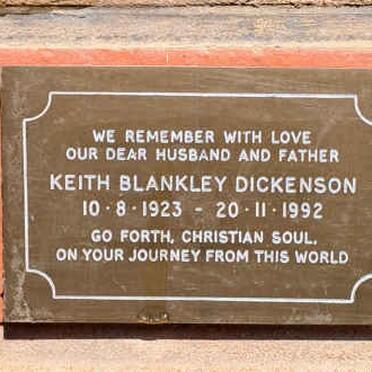 WE REMEMBER WITH LOVE
OUR DEAR HUSBAND AND FATHER
KEITH BLANKLEY DICKENSON
10·8·1923 - 20·11·1992
GO FORTH, CHRISTIAN SOUL,
ON YOUR JOURNEY FROM THIS WORLD